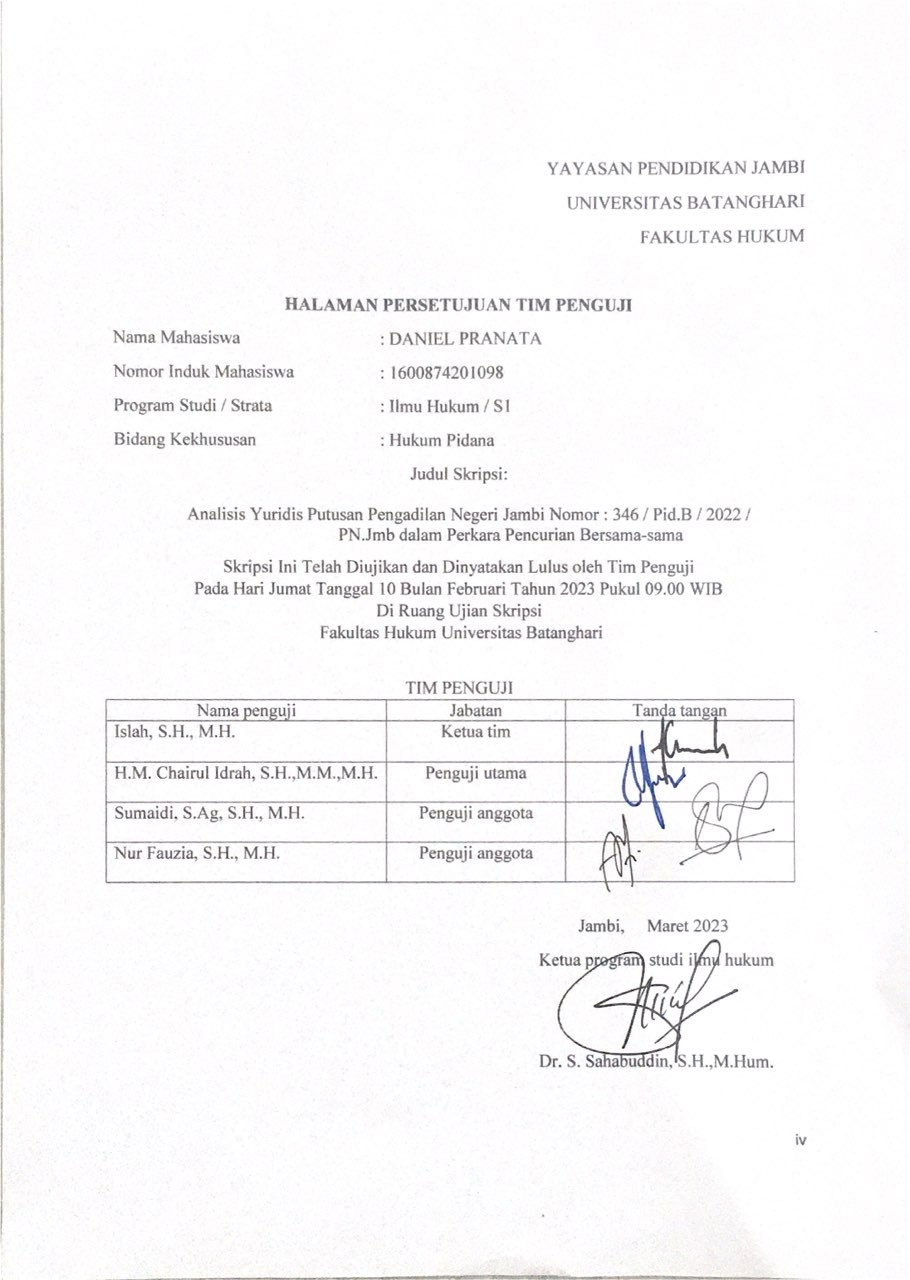 YAYASAN PENDIDIKAN JAMBI
UNIVERSITAS BATANGHARI
FAKULTAS HUKUM
HALAMAN PERSETUJUAN TIM PENGUJI
Nama Mahasiswa : DANIEL PRANATA
Nomor Induk Mahasiswa : 1600874201098
Program Studi / Strata : Ilmu Hukum / S1
Bidang Kekhususan : Hukum Pidana
Judul Skripsi:
Analisis Yuridis Putusan Pengadilan Negeri Jambi Nomor : 346 / Pid.B / 2022 /
PN.Jmb dalam Perkara Pencurian Bersama-sama
Skripsi Ini Telah Diujikan dan Dinyatakan Lulus oleh Tim Penguji
Pada Hari Jumat Tanggal 10 Bulan Februari Tahun 2023 Pukul 09.00 WIB
Di Ruang Ujian Skripsi
Fakultas Hukum Universitas Batanghari
TIM PENGUJI
Nama penguji Jabatan Tanda tangan
Islah, S.H., M.H. Ketua tim
H.M. Chairul Idrah, S.H.,M.M.,M.H. Penguji utama
Sumaidi, S.Ag, S.H., M.H. Penguji anggota
Nur Fauzia, S.H., M.H. Penguji anggota
Jambi, Maret 2023
Ketua program studi ilmu hukum
Dr. S. Sahabuddin, S.H.,M.Hum.
iv